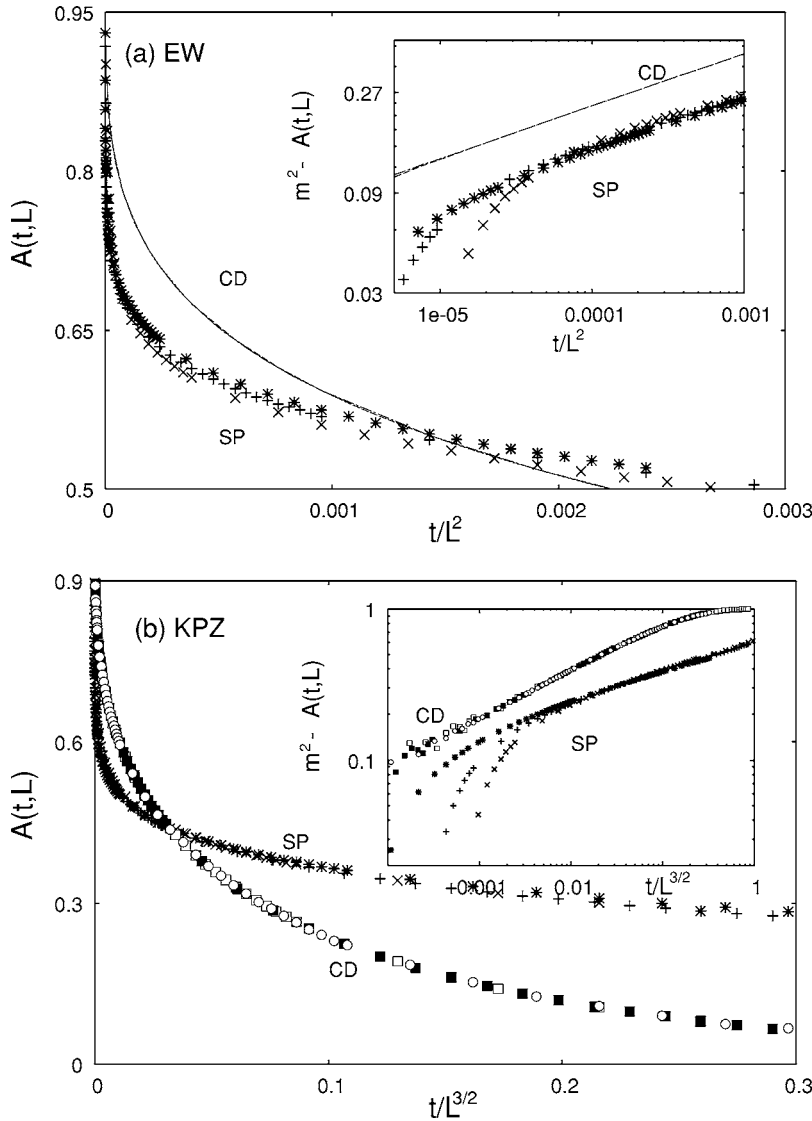 0.95
(a) EW
0.8
0.65
0.5
A(t,L)
CD
SP
0
0.001
0.002
0.003
t/L²
0.27
0.09
0.03
m² - A(t,L)
CD
SP
1e-05
0.0001
0.001
t/L²
0.9
(b) KPZ
0.6
0.3
0
A(t,L)
SP
CD
0
0.1
0.2
0.3
t/L^{3/2}
1
0.1
m² - A(t,L)
CD
SP
0.001
0.01
t/L^{3/2}
1